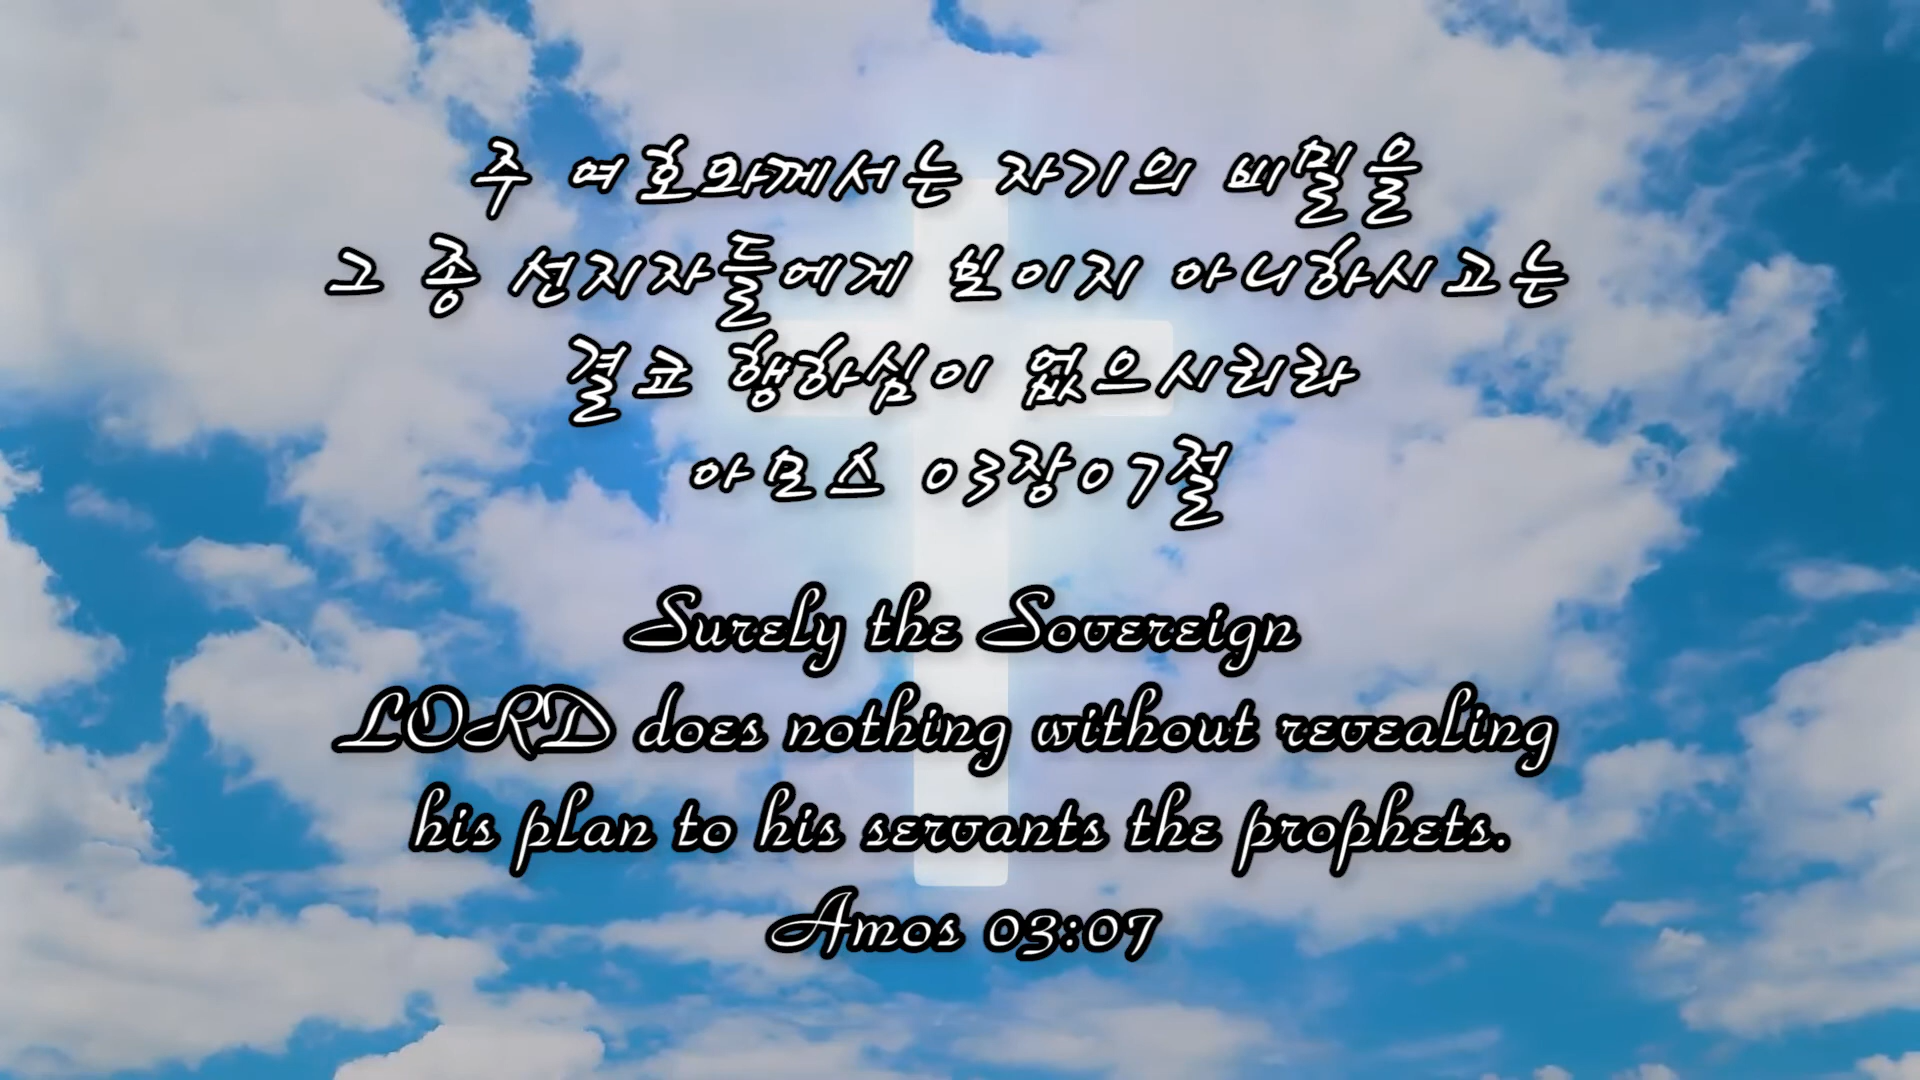 주 여호와께서는 자기의 비밀을
그 종 선지자들에게 보이지 아니하시고는
결코 행하심이 없으시리라
아모스 03장07절
Surely the Sovereign
LORD does nothing without revealing
his plan to his servants the prophets.
Amos 03:07